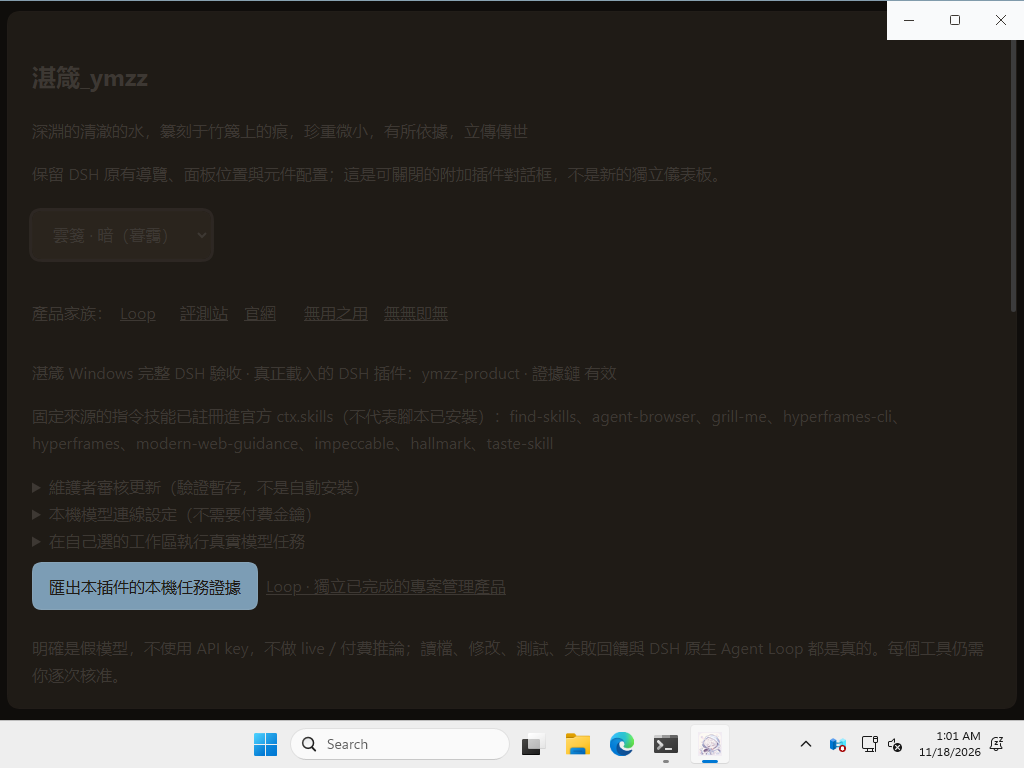 湛箴_ymzz
深淵的清澈的水，纂刻于竹簡上的痕，珍重微小，有所依據，立傳傳世
保留 DSH 原有導覽、面板位置與元件配置；這是可關閉的附加插件對話框，不是新的獨立儀表板。
雲箋 · 暗（暮靄）
產品家族： Loop 評測站 官網 無用之用 無無即無
湛箴 Windows 完整 DSH 驗收 · 真正載入的 DSH 插件：ymzz-product · 證據鏈 有效
固定來源的指令技能已註冊進官方 ctx.skills（不代表腳本已安裝）：find-skills、agent-browser、grill-me、hyperframes-cli、
hyperframes、modern-web-guidance、impeccable、hallmark、taste-skill
維護者審核更新（驗證暫存，不是自動安裝）
本機模型連線設定（不需要付費金鑰）
在自己選的工作區執行真實模型任務
匯出本插件的本機任務證據 Loop · 獨立已完成的專案管理產品
明確是假模型，不使用 API key，不做 live / 付費推論；讀檔、修改、測試、失敗回饋與 DSH 原生 Agent Loop 都是真的。每個工具仍需
你逐次核准。
Search
1:01 AM
11/18/2026